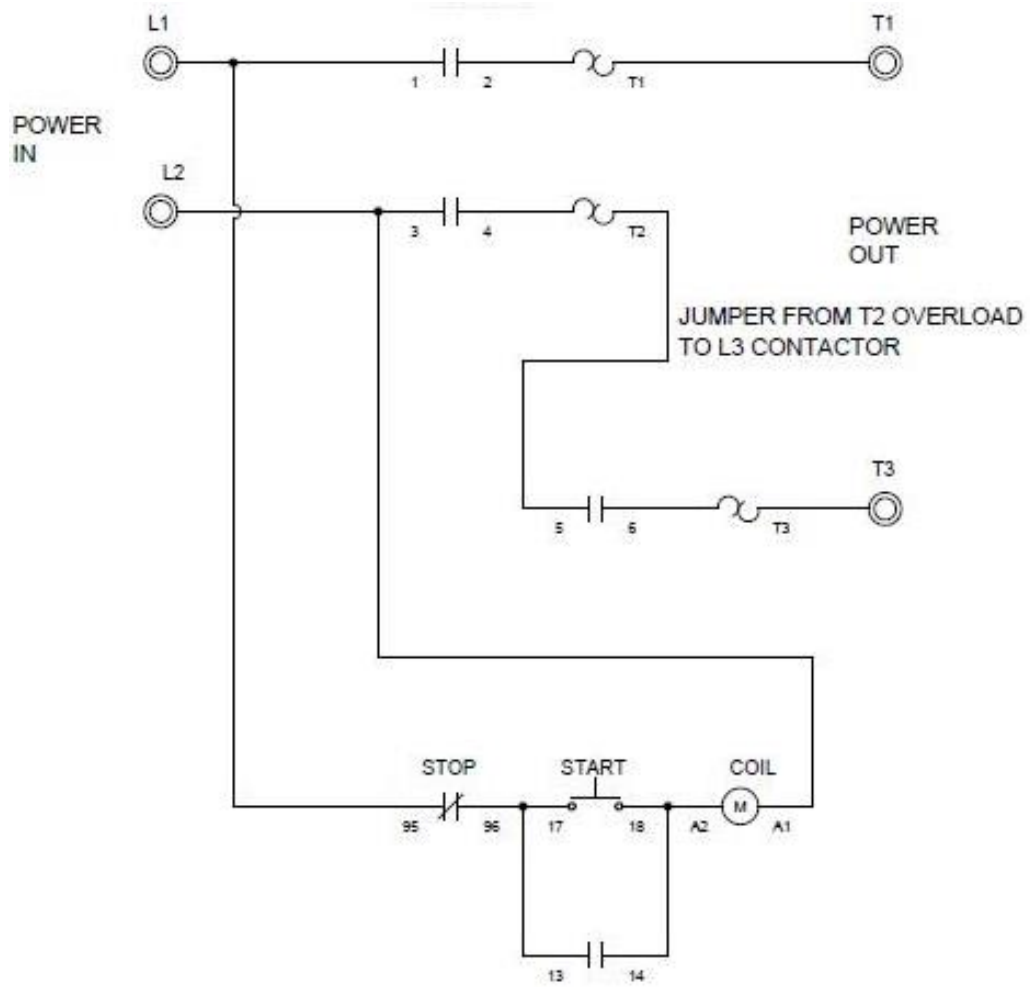 L1
T1
1
2
T1
POWER
IN
L2
3
4
T2
POWER
OUT
JUMPER FROM T2 OVERLOAD
TO L3 CONTACTOR
T3
5
6
T3
STOP
START
COIL
M
95
96
17
18
A2
A1
13
14